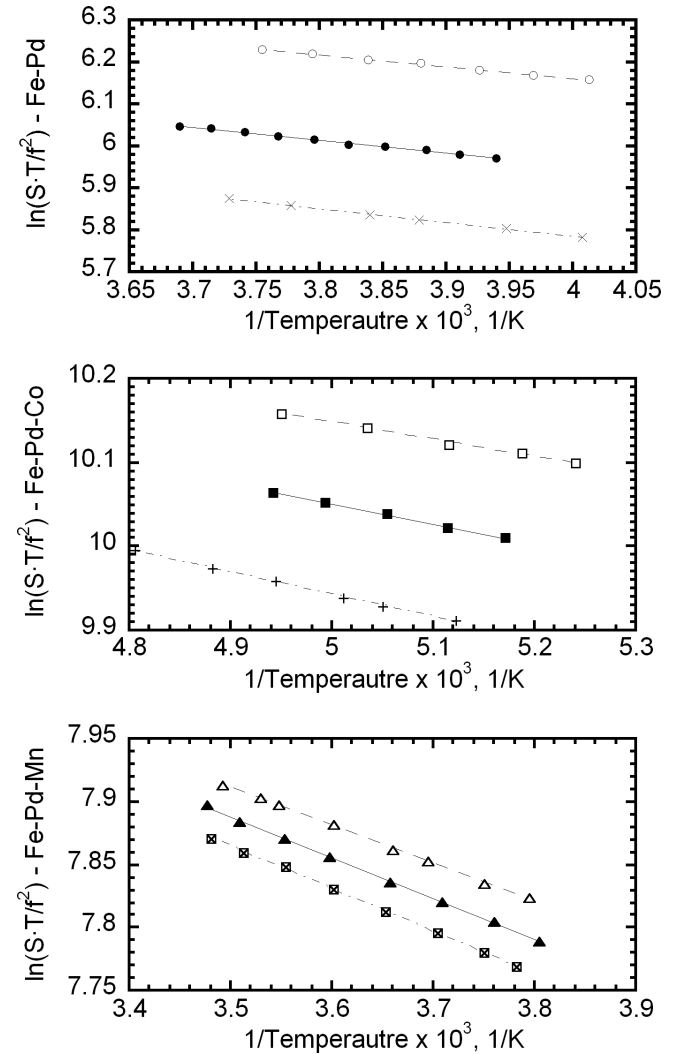 6.3
6.2
6.1
6
5.9
5.8
5.7
ln(S·T/f²) - Fe-Pd
3.65 3.7 3.75 3.8 3.85 3.9 3.95 4 4.05
1/Temperautre x 10³, 1/K
10.2
10.1
10
9.9
ln(S·T/f²) - Fe-Pd-Co
4.8 4.9 5 5.1 5.2 5.3
1/Temperautre x 10³, 1/K
7.95
7.9
7.85
7.8
7.75
ln(S·T/f²) - Fe-Pd-Mn
3.4 3.5 3.6 3.7 3.8 3.9
1/Temperautre x 10³, 1/K